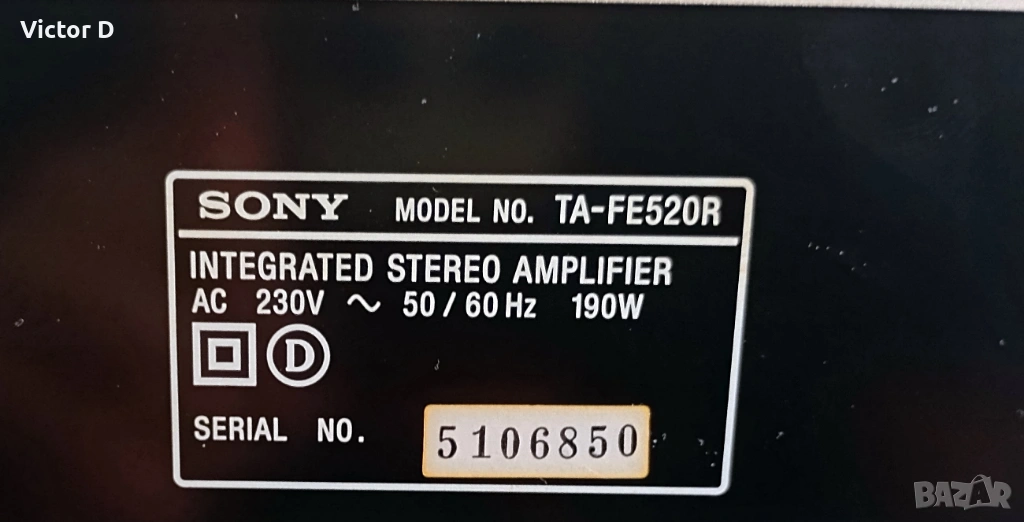 Victor D
SONY MODEL NO. TA-FE520R
INTEGRATED STEREO AMPLIFIER
AC 230V ~ 50 / 60 Hz 190W
D
SERIAL NO. 5106850
BAZAR